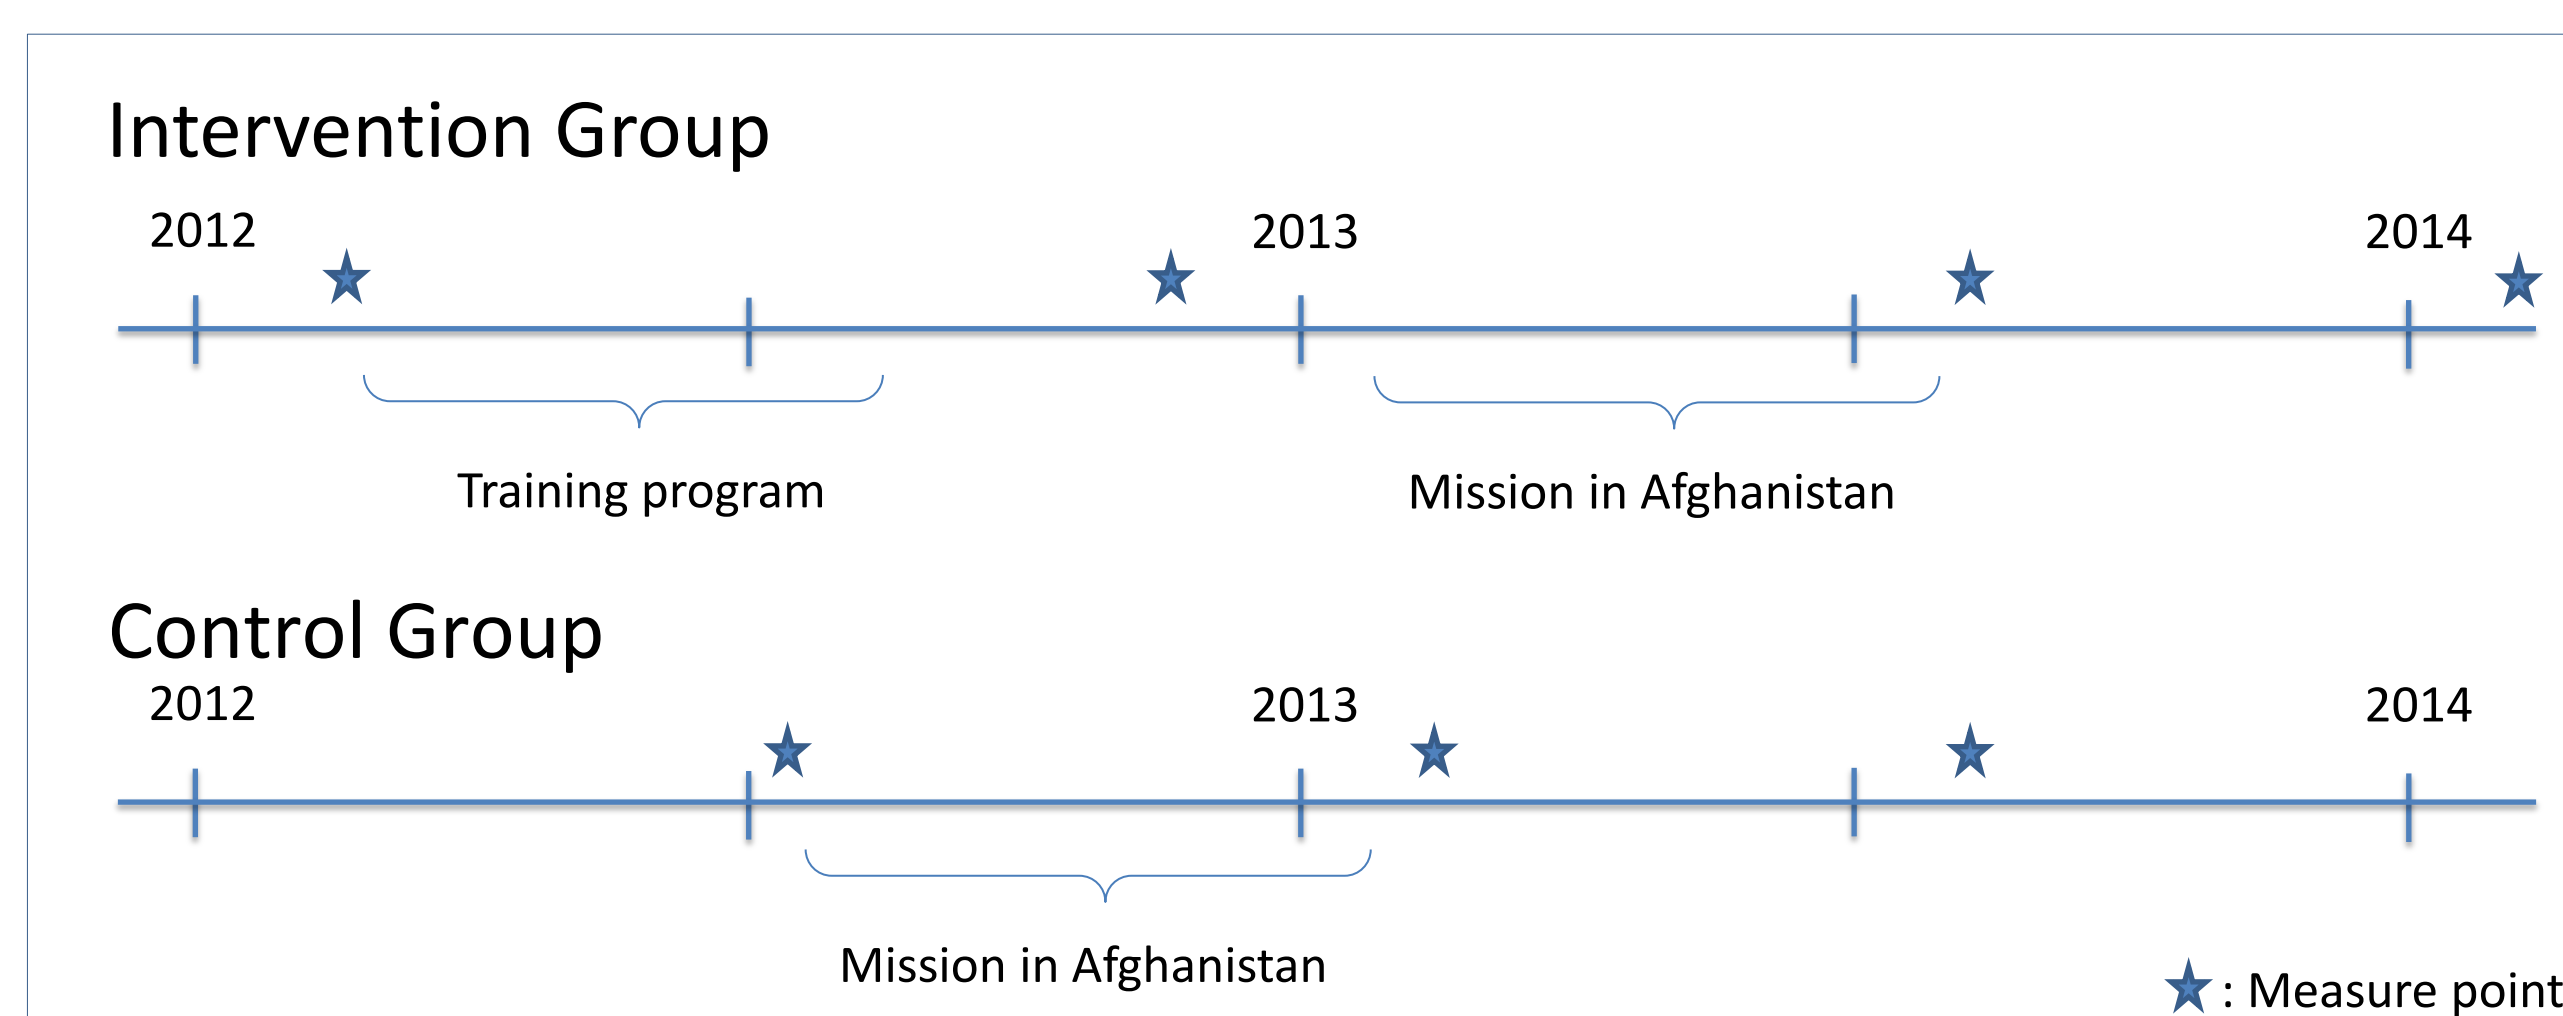 Intervention Group
2012 2013 2014
Training program Mission in Afghanistan
Control Group
2012 2013 2014
Mission in Afghanistan
: Measure point